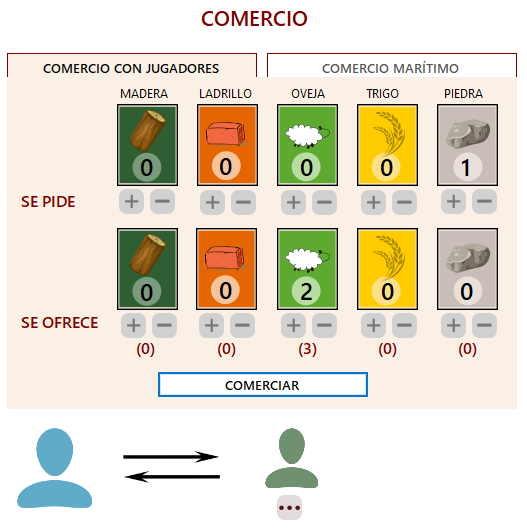 COMERCIO
COMERCIO CON JUGADORES COMERCIO MARÍTIMO
MADERA LADRILLO OVEJA TRIGO PIEDRA
0 0 0 0 1
SE PIDE
+ − + − + − + − + −
0 0 2 0 0
SE OFRECE
+ − + − + − + − + −
(0) (0) (3) (0) (0)
COMERCIAR